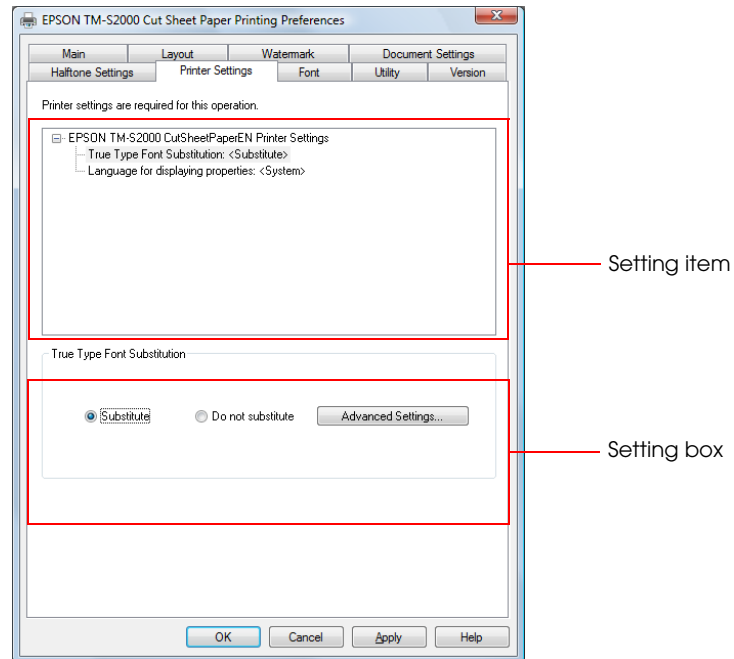 EPSON TM-S2000 Cut Sheet Paper Printing Preferences
Main Layout Watermark Document Settings
Halftone Settings Printer Settings Font Utility Version
Printer settings are required for this operation.
EPSON TM-S2000 CutSheetPaperEN Printer Settings
True Type Font Substitution: <Substitute>
Language for displaying properties: <System>
Setting item
True Type Font Substitution
Substitute Do not substitute Advanced Settings...
Setting box
OK Cancel Apply Help